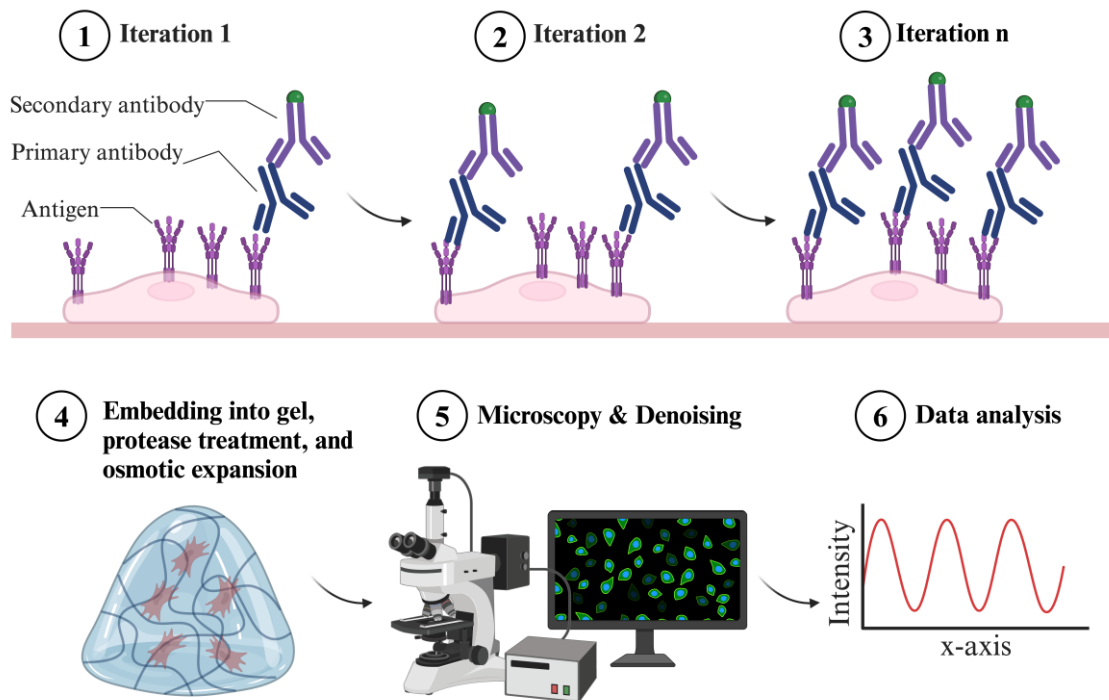 1 Iteration 1
2 Iteration 2
3 Iteration n
Secondary antibody
Primary antibody
Antigen
4 Embedding into gel,
protease treatment, and
osmotic expansion
5 Microscopy & Denoising
6 Data analysis
Intensity
x-axis